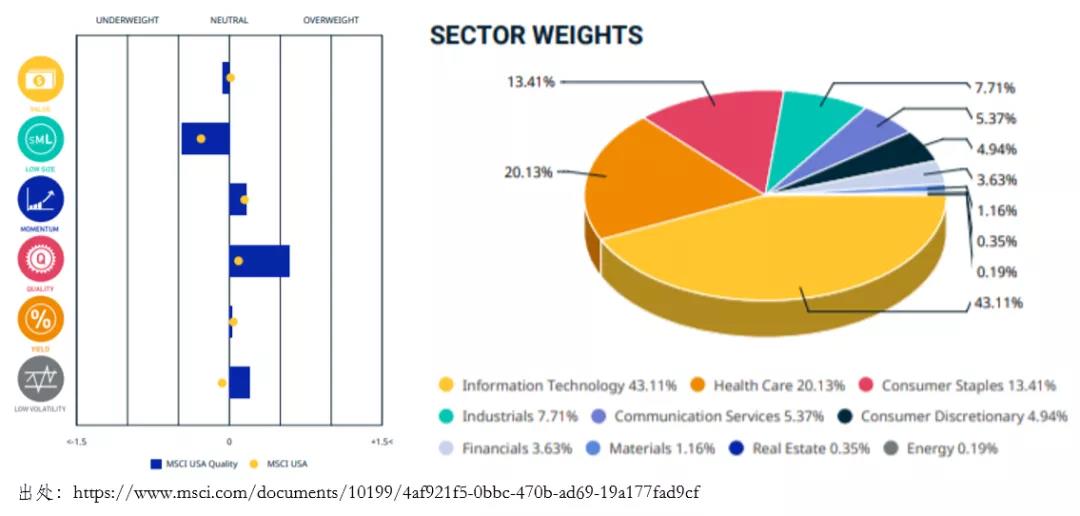 UNDERWEIGHT NEUTRAL OVERWEIGHT
VALUE
SML
LOW SIZE
MOMENTUM
Q
QUALITY
%
YIELD
LOW VOLATILITY
<-1.5 0 +1.5<
MSCI USA Quality MSCI USA
SECTOR WEIGHTS
13.41%
20.13%
7.71%
5.37%
4.94%
3.63%
1.16%
0.35%
0.19%
43.11%
Information Technology 43.11% Health Care 20.13% Consumer Staples 13.41%
Industrials 7.71% Communication Services 5.37% Consumer Discretionary 4.94%
Financials 3.63% Materials 1.16% Real Estate 0.35% Energy 0.19%
出处：https://www.msci.com/documents/10199/4af921f5-0bbc-470b-ad69-19a177fad9cf